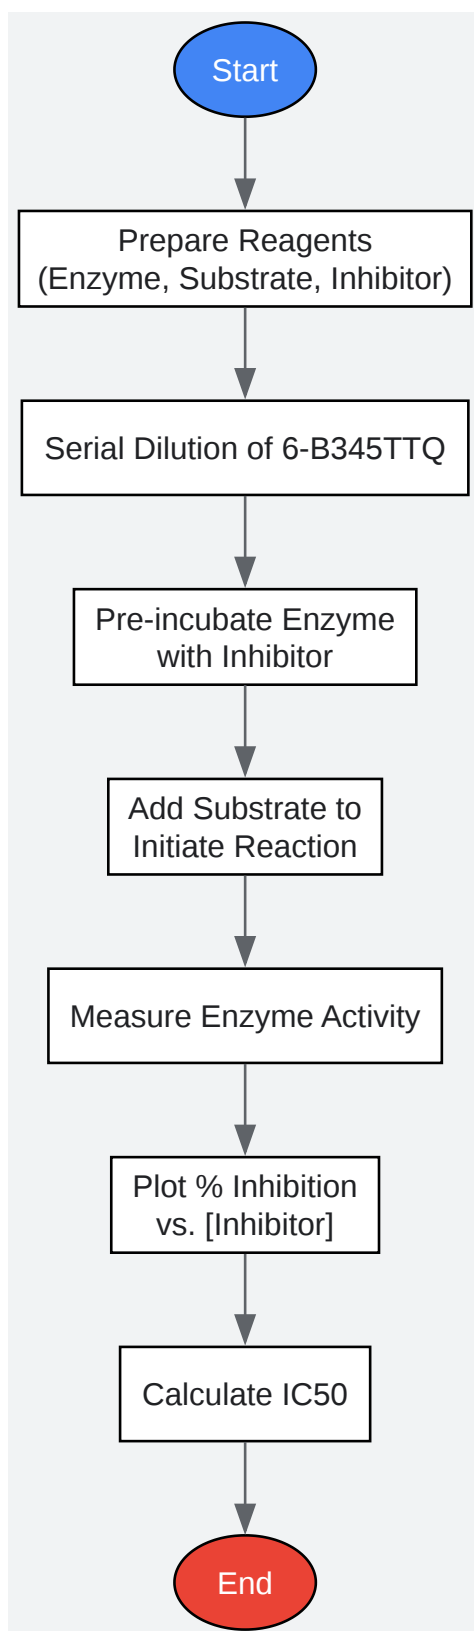 Start
Prepare Reagents
(Enzyme, Substrate, Inhibitor)
Serial Dilution of 6-B345TTQ
Pre-incubate Enzyme
with Inhibitor
Add Substrate to
Initiate Reaction
Measure Enzyme Activity
Plot % Inhibition
vs. [Inhibitor]
Calculate IC50
End